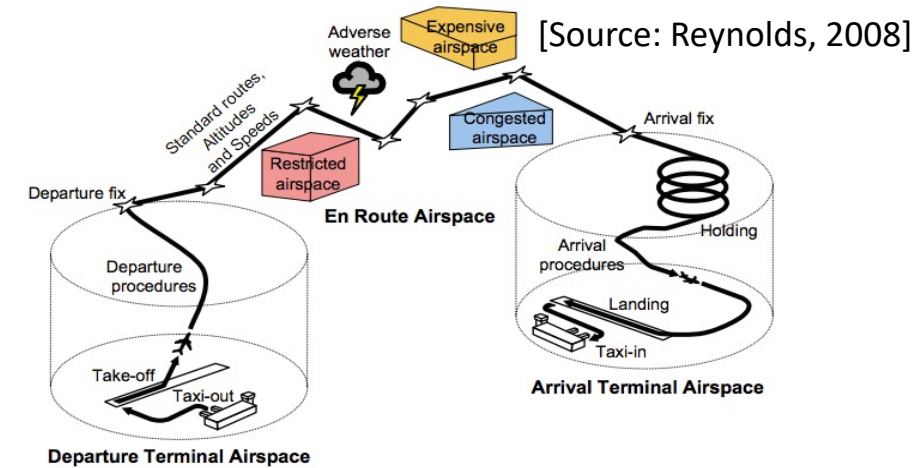 [Source: Reynolds, 2008]
Adverse
weather
Expensive
airspace
Standard routes,
Altitudes
and Speeds
Restricted
airspace
Congested
airspace
Arrival fix
Departure fix
En Route Airspace
Holding
Departure
procedures
Arrival
procedures
Landing
Taxi-in
Take-off
Taxi-out
Arrival Terminal Airspace
Departure Terminal Airspace